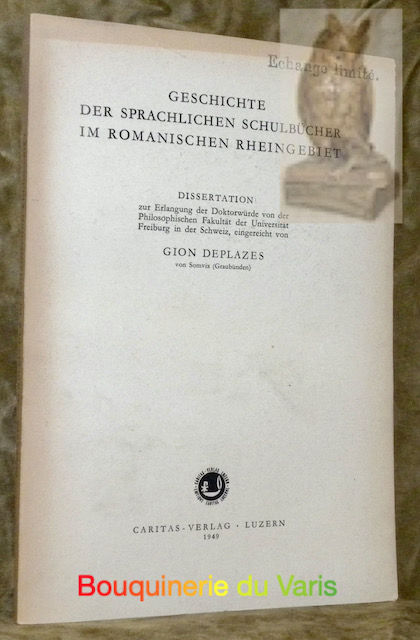 Echange limité.
GESCHICHTE
DER SPRACHLICHEN SCHULBÜCHER
IM ROMANISCHEN RHEINGEBIET
DISSERTATION
zur Erlangung der Doktorwürde von der
Philosophischen Fakultät der Universität
Freiburg in der Schweiz, eingereicht von
GION DEPLAZES
von Somvix (Graubünden)
CARITAS-VERLAG · LUZERN
1949
Bouquinerie du Varis